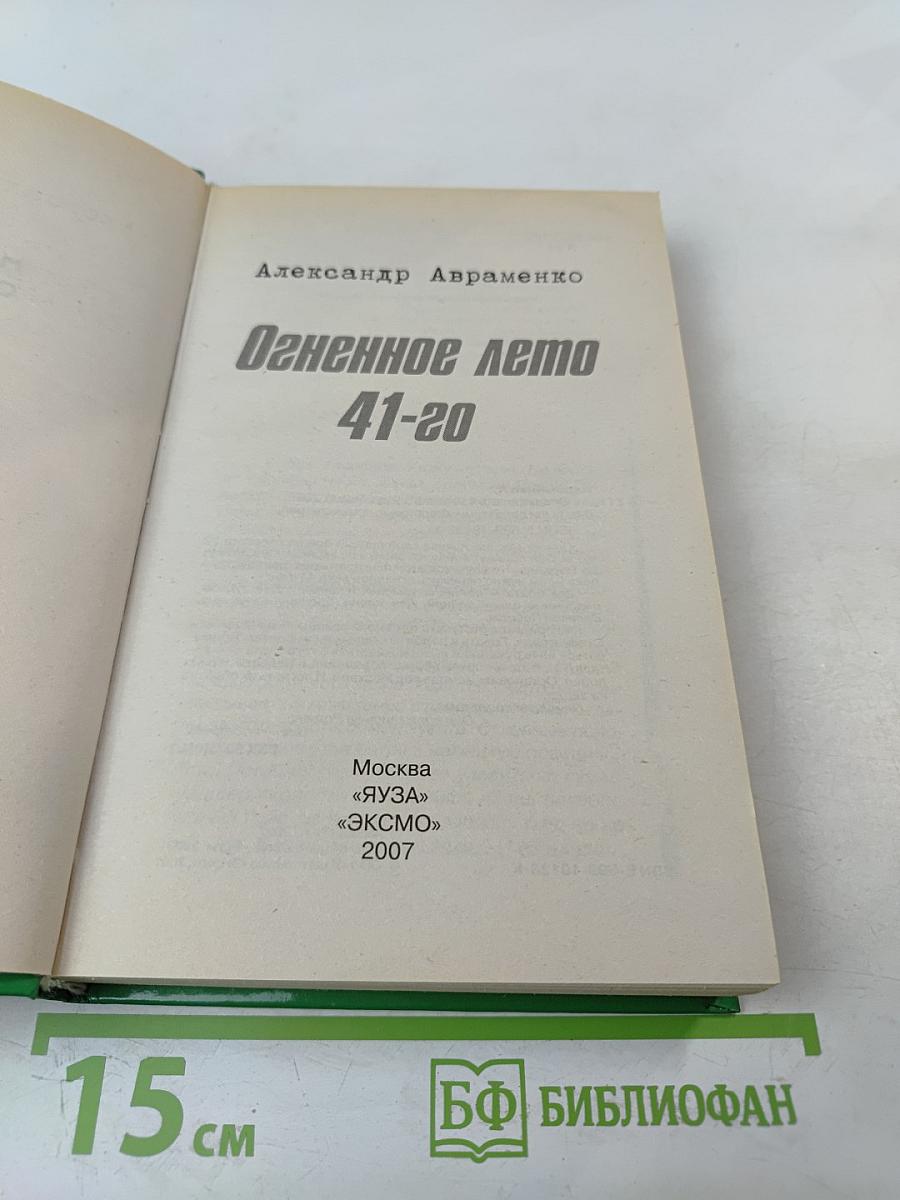 Александр Авраменко
Огненное лето
41-го
Москва
«ЯУЗА»
«ЭКСМО»
2007
15 см
БФ БИБЛИОФАН